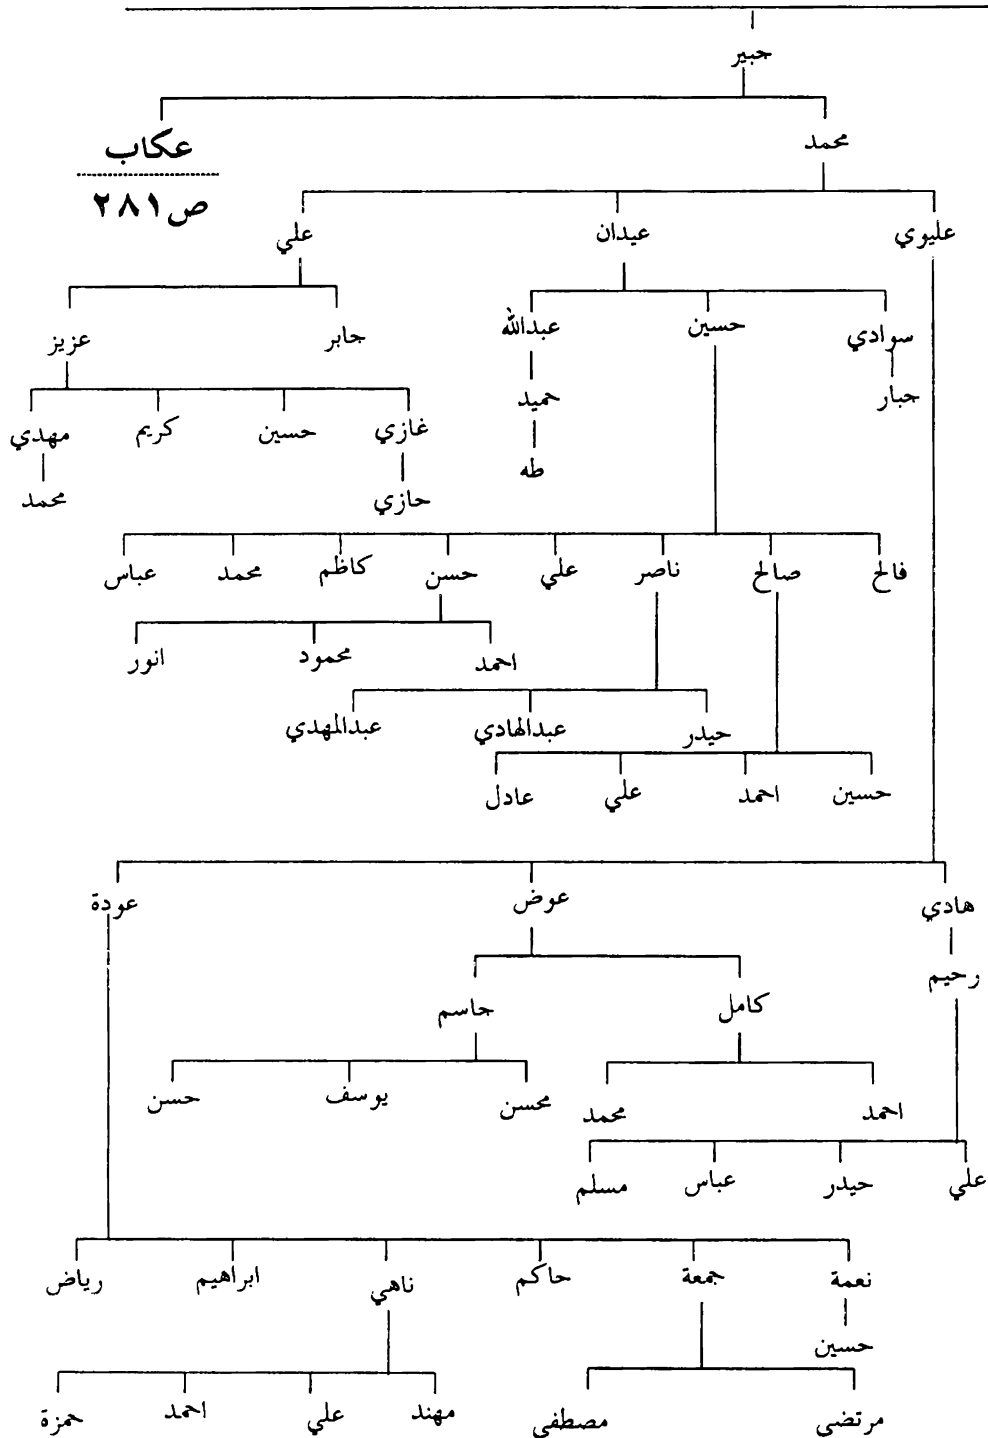 جبير
محمد
عكاب
ص٢٨١
عليوي عيدان علي
سوادي حسين عبدالله جابر عزيز
جبار حميد غازي حسين كريم مهدي
طه حازي محمد
فالح صالح ناصر علي حسن كاظم محمد عباس
احمد محمود انور
حيدر عبدالهادي عبدالمهدي
حسين احمد علي عادل
هادي عوض عودة
رحيم كامل جاسم
احمد محمد محسن يوسف حسن
علي حيدر عباس مسلم
نعمة جمعة حاكم ناهي ابراهيم رياض
حسين
مرتضى مصطفى مهند علي احمد حمزة